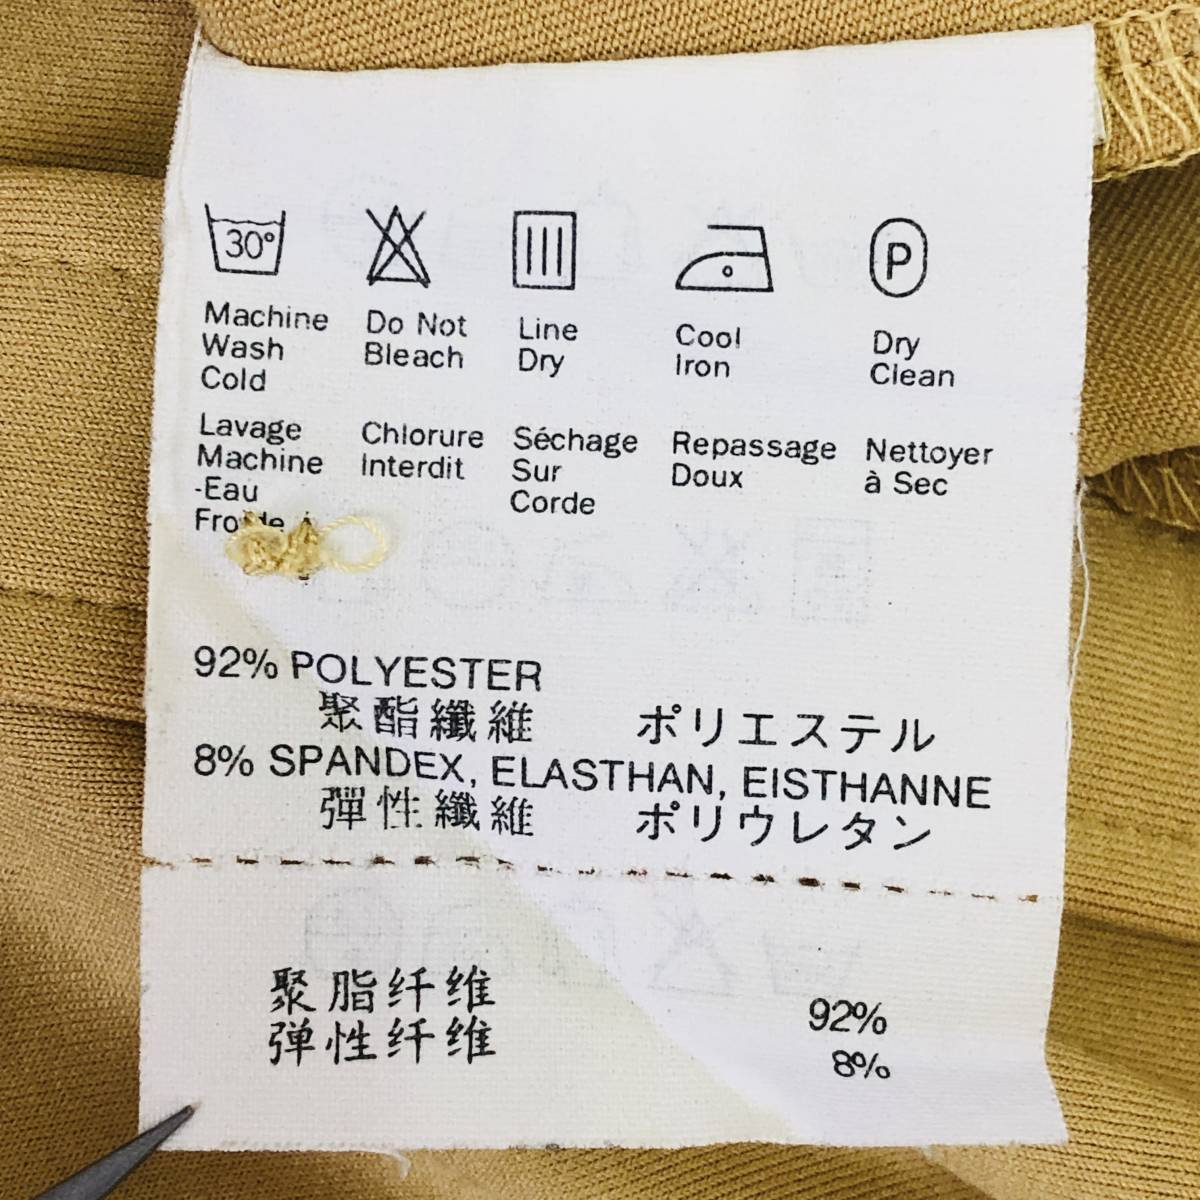 30°
P
Machine
Wash
Cold
Do Not
Bleach
Line
Dry
Cool
Iron
Dry
Clean
Lavage
Machine
-Eau
Chlorure
Interdit
Séchage
Sur
Corde
Repassage
Doux
Nettoyer
à Sec
92% POLYESTER
聚酯纖維 ポリエステル
8% SPANDEX, ELASTHAN, EISTHANNE
彈性纖維 ポリウレタン
聚脂纤维 92%
弹性纤维 8%